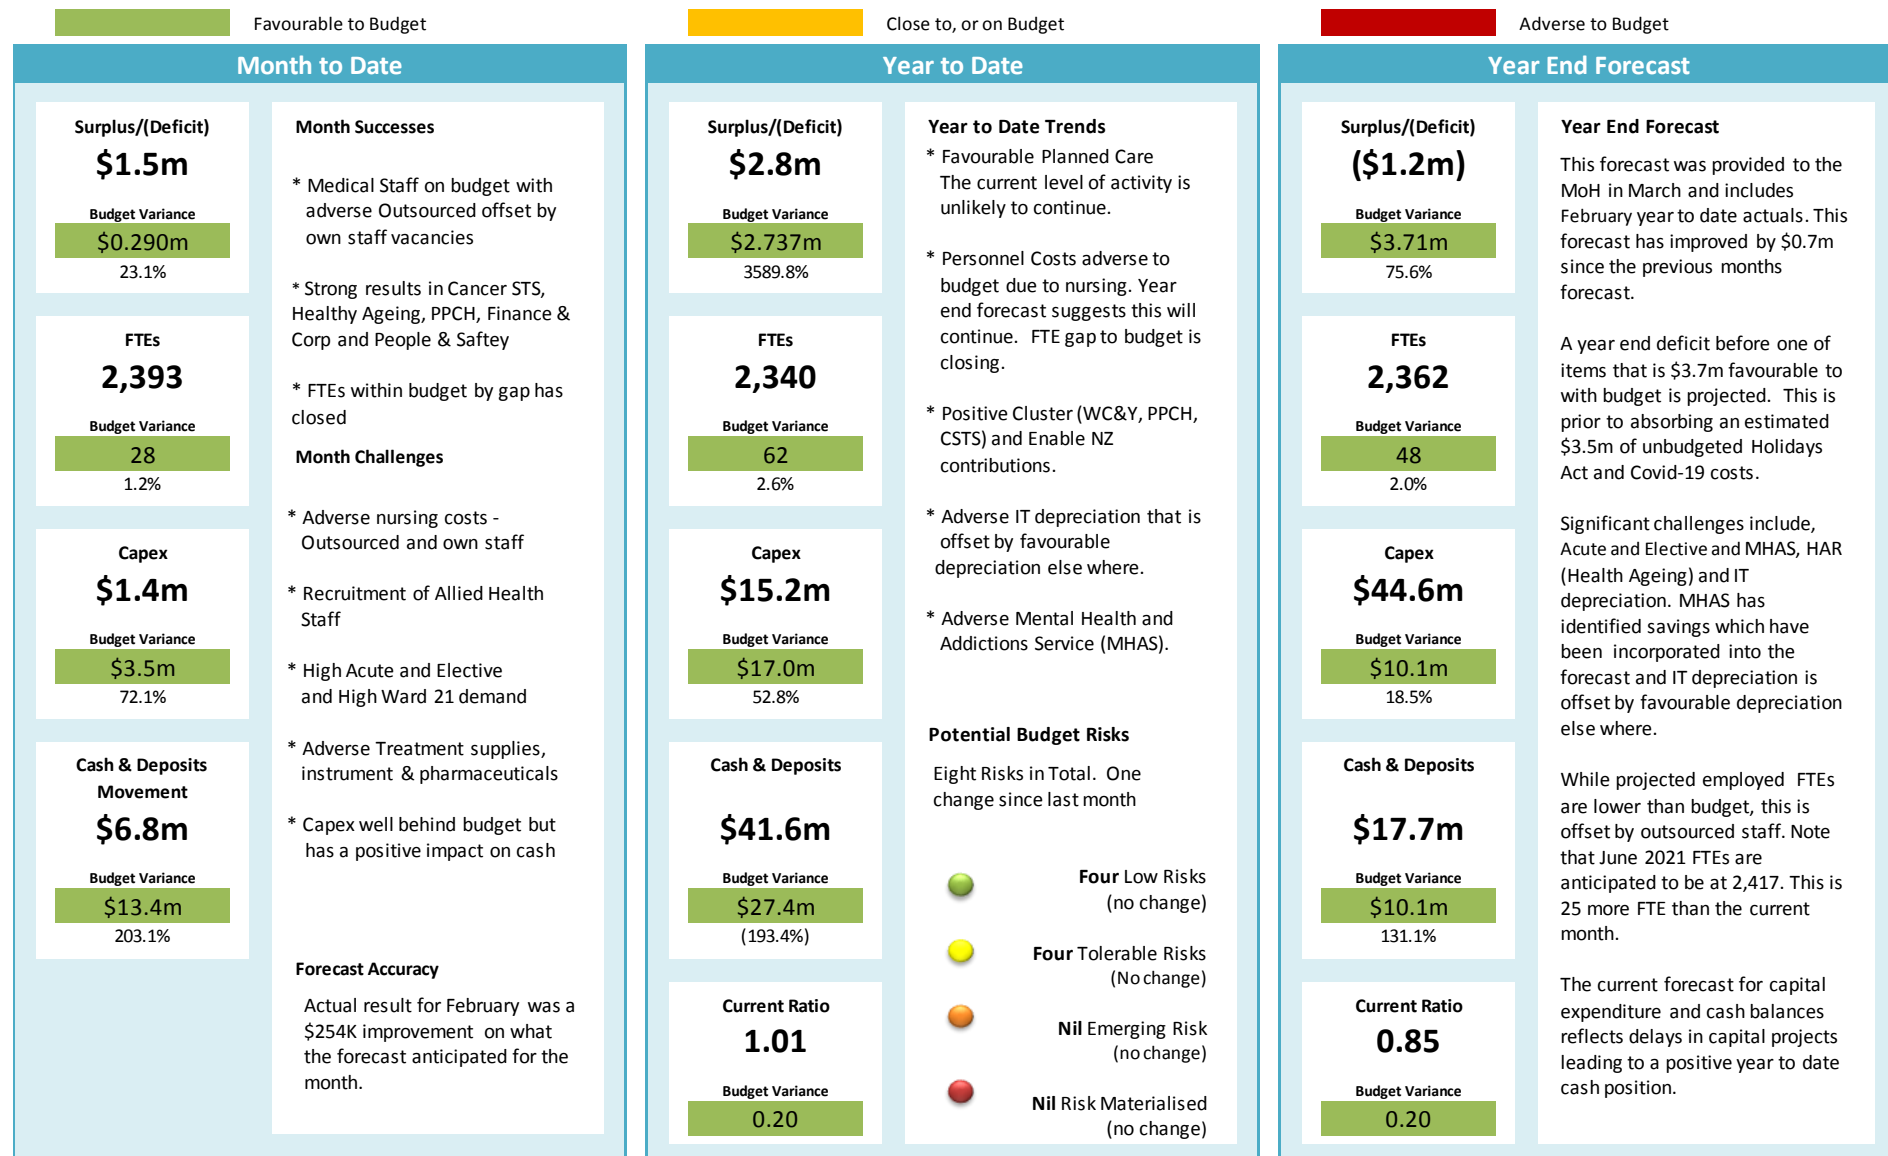 Favourable to Budget
Close to, or on Budget
Adverse to Budget
Month to Date
Surplus/(Deficit)
$1.5m
Budget Variance
$0.290m
23.1%
FTEs
2,393
Budget Variance
28
1.2%
Capex
$1.4m
Budget Variance
$3.5m
72.1%
Cash & Deposits
Movement
$6.8m
Budget Variance
$13.4m
203.1%
Month Successes
* Medical Staff on budget with
adverse Outsourced offset by
own staff vacancies
* Strong results in Cancer STS,
Healthy Ageing, PPCH, Finance &
Corp and People & Saftey
* FTEs within budget by gap has
closed
Month Challenges
* Adverse nursing costs -
Outsourced and own staff
* Recruitment of Allied Health
Staff
* High Acute and Elective
and High Ward 21 demand
* Adverse Treatment supplies,
instrument & pharmaceuticals
* Capex well behind budget but
has a positive impact on cash
Forecast Accuracy
Actual result for February was a
$254K improvement on what
the forecast anticipated for the
month.
Year to Date
Surplus/(Deficit)
$2.8m
Budget Variance
$2.737m
3589.8%
FTEs
2,340
Budget Variance
62
2.6%
Capex
$15.2m
Budget Variance
$17.0m
52.8%
Cash & Deposits
$41.6m
Budget Variance
$27.4m
(193.4%)
Current Ratio
1.01
Budget Variance
0.20
Year to Date Trends
* Favourable Planned Care
The current level of activity is
unlikely to continue.
* Personnel Costs adverse to
budget due to nursing. Year
end forecast suggests this will
continue. FTE gap to budget is
closing.
* Positive Cluster (WC&Y, PPCH,
CSTS) and Enable NZ
contributions.
* Adverse IT depreciation that is
offset by favourable
depreciation else where.
* Adverse Mental Health and
Addictions Service (MHAS).
Potential Budget Risks
Eight Risks in Total. One
change since last month
Four Low Risks
(no change)
Four Tolerable Risks
(No change)
Nil Emerging Risk
(no change)
Nil Risk Materialised
(no change)
Year End Forecast
Surplus/(Deficit)
($1.2m)
Budget Variance
$3.71m
75.6%
FTEs
2,362
Budget Variance
48
2.0%
Capex
$44.6m
Budget Variance
$10.1m
18.5%
Cash & Deposits
$17.7m
Budget Variance
$10.1m
131.1%
Current Ratio
0.85
Budget Variance
0.20
Year End Forecast
This forecast was provided to the
MoH in March and includes
February year to date actuals. This
forecast has improved by $0.7m
since the previous months
forecast.
A year end deficit before one of
items that is $3.7m favourable to
with budget is projected. This is
prior to absorbing an estimated
$3.5m of unbudgeted Holidays
Act and Covid-19 costs.
Significant challenges include,
Acute and Elective and MHAS, HAR
(Health Ageing) and IT
depreciation. MHAS has
identified savings which have
been incorporated into the
forecast and IT depreciation is
offset by favourable depreciation
else where.
While projected employed FTEs
are lower than budget, this is
offset by outsourced staff. Note
that June 2021 FTEs are
anticipated to be at 2,417. This is
25 more FTE than the current
month.
The current forecast for capital
expenditure and cash balances
reflects delays in capital projects
leading to a positive year to date
cash position.